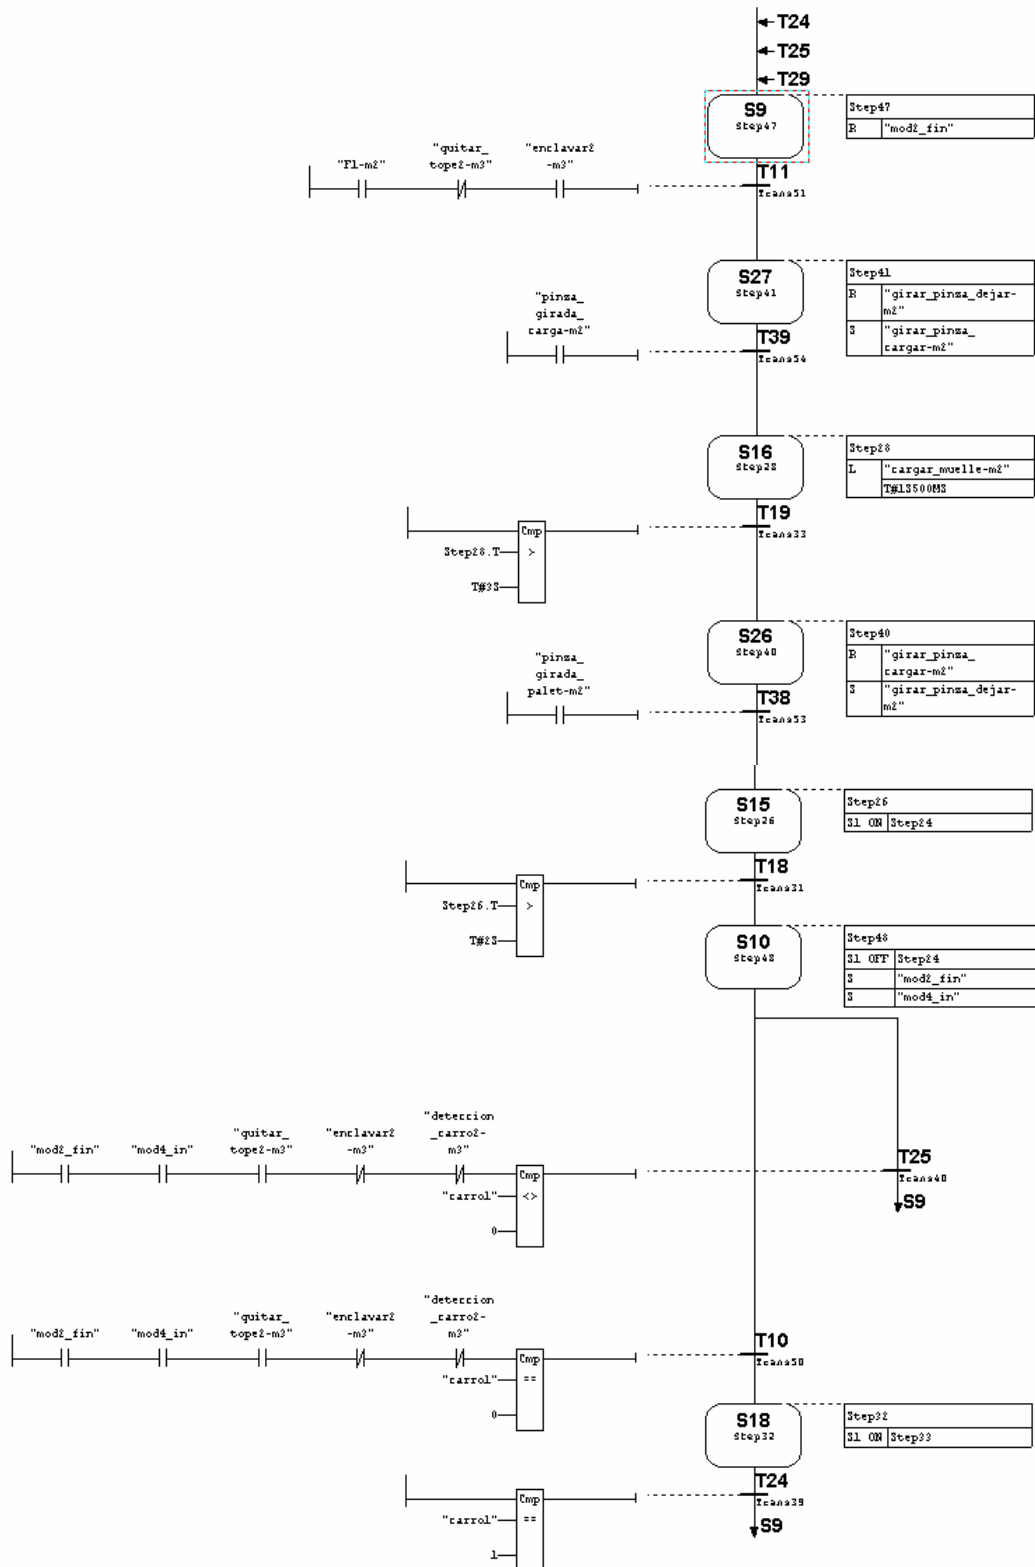 T24
T25
T29
S9
Step47
Step47
R "mod2_fin"
"F1-m2"
"quitar_
tope2-m3"
"enclavar2
-m3"
T11
Trans51
S27
Step41
Step41
R "girar_pinza_dejar-
m2"
S "girar_pinza_
cargar-m2"
"pinza_
girada_
carga-m2"
T39
Trans54
S16
Step28
Step28
L "cargar_muelle-m2"
T#1S500MS
T19
Trans33
Cmp
Step28.T >
T#3S
S26
Step40
Step40
R "girar_pinza_
cargar-m2"
S "girar_pinza_dejar-
m2"
"pinza_
girada_
palet-m2"
T38
Trans53
S15
Step26
Step26
S1 ON Step24
T18
Trans31
Cmp
Step26.T >
T#2S
S10
Step48
Step48
S1 OFF Step24
S "mod2_fin"
S "mod4_in"
"mod2_fin"
"mod4_in"
"quitar_
tope2-m3"
"enclavar2
-m3"
"deteccion
_carro2-
m3"
Cmp
"carro1" <>
0
T25
Trans40
S9
"mod2_fin"
"mod4_in"
"quitar_
tope2-m3"
"enclavar2
-m3"
"deteccion
_carro2-
m3"
Cmp
"carro1" ==
0
T10
Trans50
S18
Step32
Step32
S1 ON Step33
T24
Trans39
Cmp
"carro1" ==
1
S9